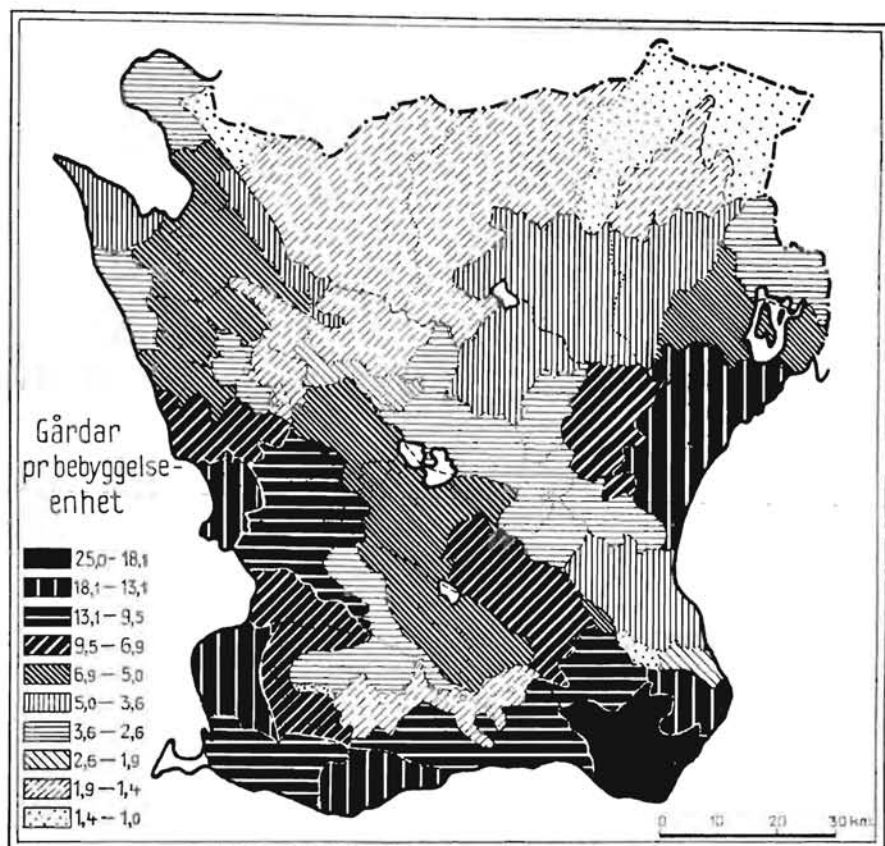 Gårdar
pr bebyggelse-
enhet
25,0 – 18,1
18,1 – 13,1
13,1 – 9,5
9,5 – 6,9
6,9 – 5,0
5,0 – 3,6
3,6 – 2,6
2,6 – 1,9
1,9 – 1,4
1,4 – 1,0
0 10 20 30 km.